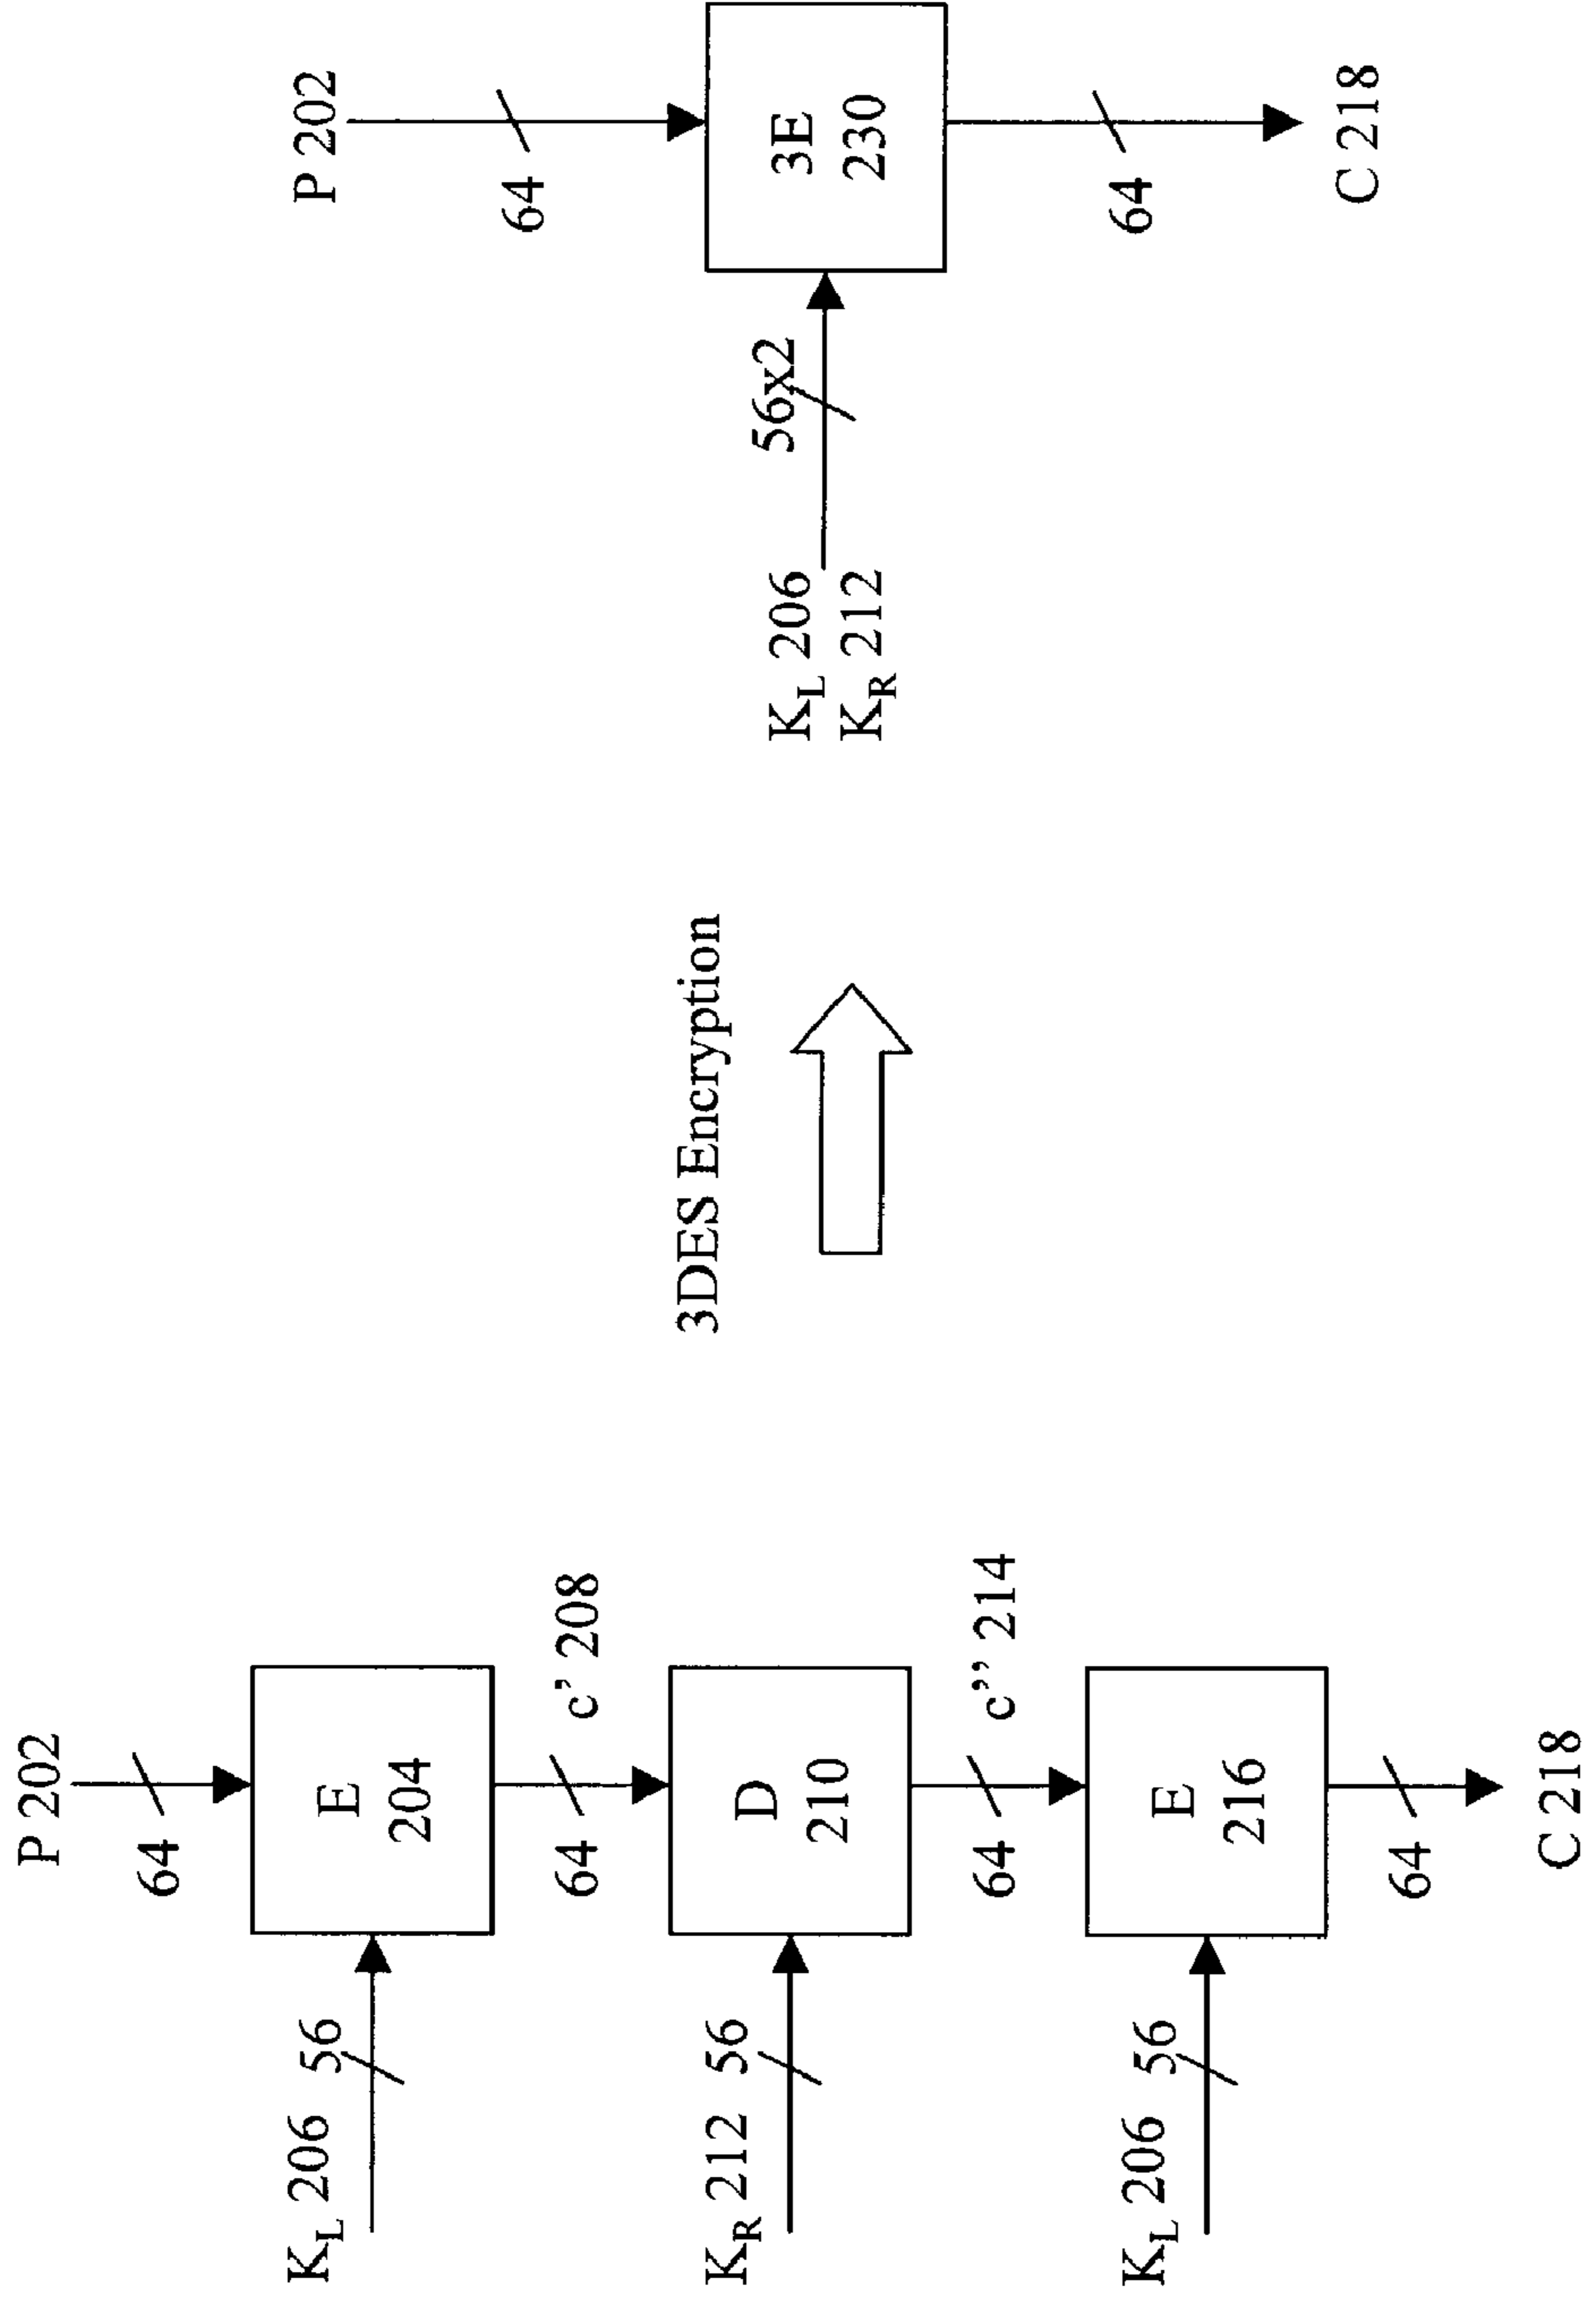 P 202
64
K_L 206 56
E
204
64 c' 208
K_R 212 56
D
210
64 c'' 214
K_L 206 56
E
216
64
C 218
3DES Encryption
P 202
64
56x2
K_L 206
K_R 212
3E
230
64
C 218